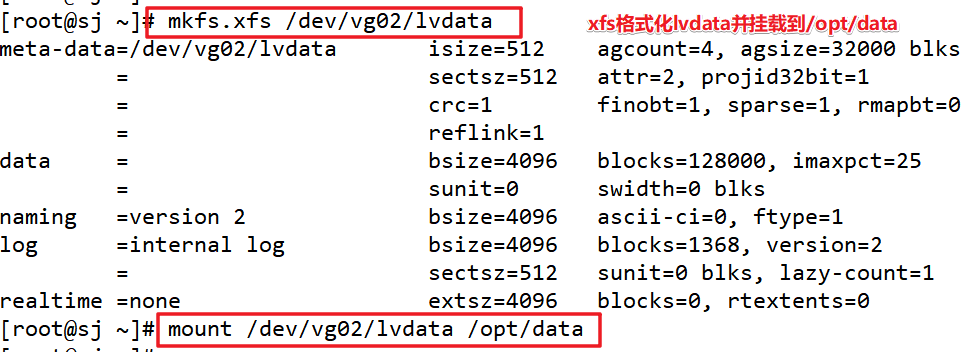 [root@sj ~]# mkfs.xfs /dev/vg02/lvdata xfs格式化lvdata并挂载到/opt/data
meta-data=/dev/vg02/lvdata isize=512 agcount=4, agsize=32000 blks
= sectsz=512 attr=2, projid32bit=1
= crc=1 finobt=1, sparse=1, rmapbt=0
= reflink=1
data = bsize=4096 blocks=128000, imaxpct=25
= sunit=0 swidth=0 blks
naming =version 2 bsize=4096 ascii-ci=0, ftype=1
log =internal log bsize=4096 blocks=1368, version=2
= sectsz=512 sunit=0 blks, lazy-count=1
realtime =none extsz=4096 blocks=0, rtextents=0
[root@sj ~]# mount /dev/vg02/lvdata /opt/data